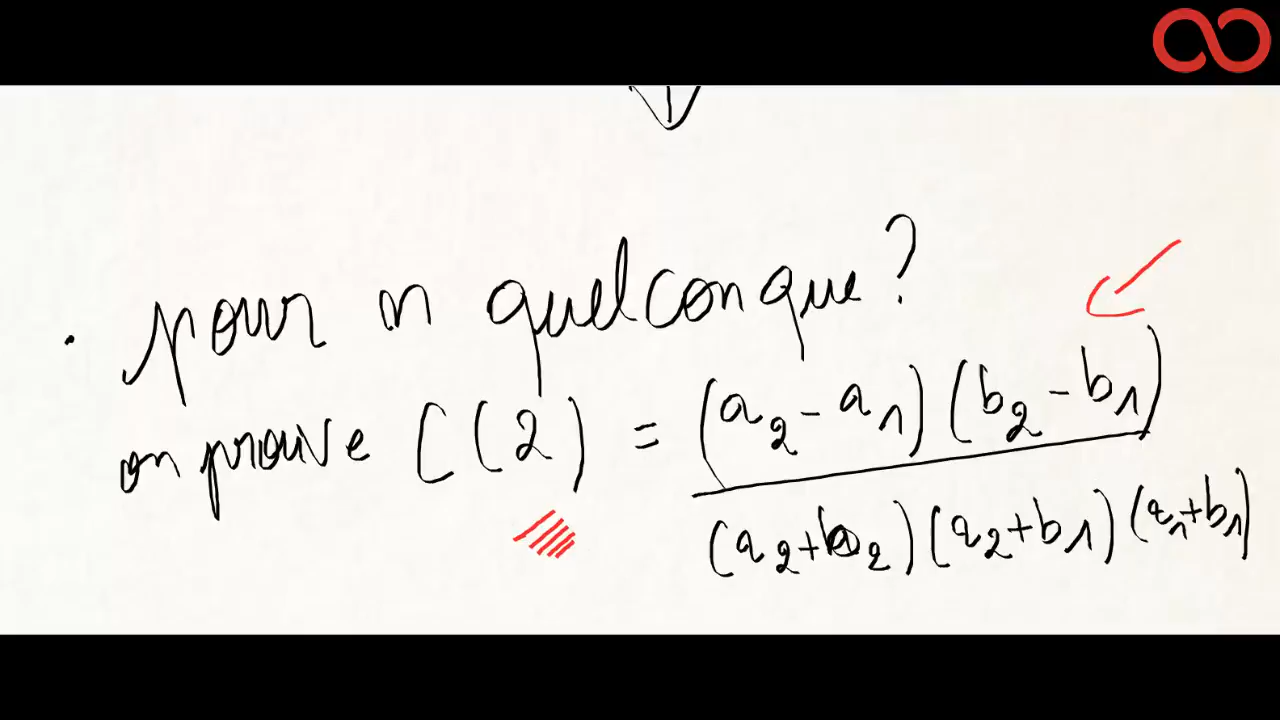 . pour n quelconque?
on prouve C(2) = (a₂ - a₁)(b₂ - b₁) / (a₂+b₂)(a₂+b₁)(a₁+b₁)